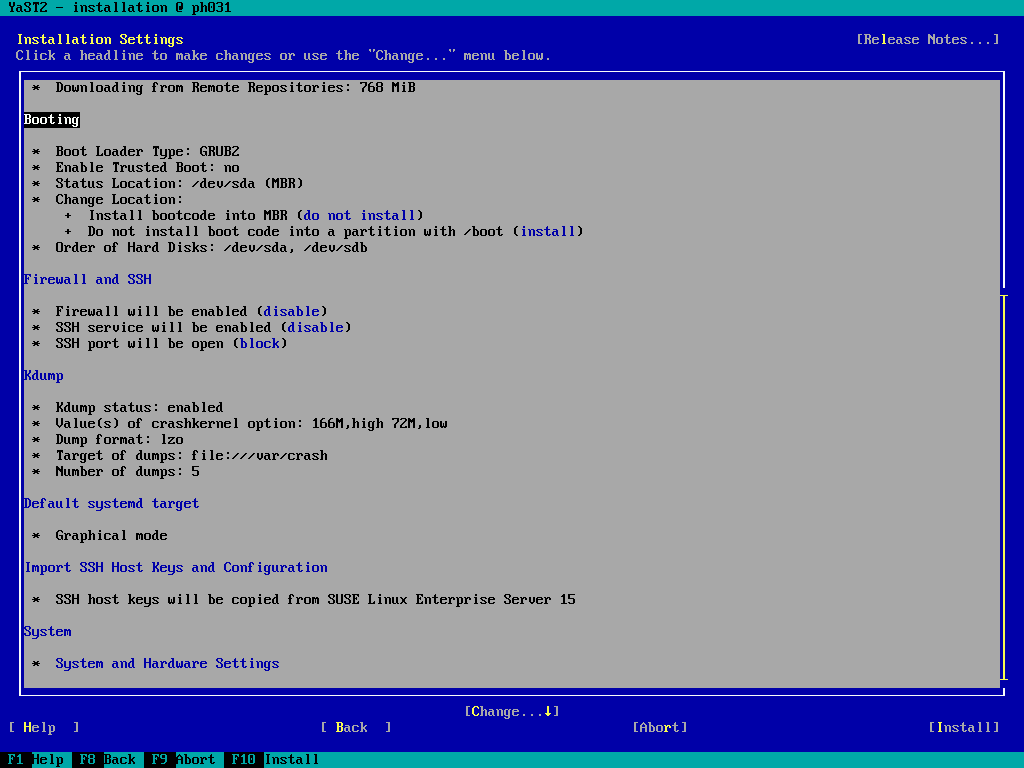 YaST2 - installation @ ph031
Installation Settings [Release Notes...]
Click a headline to make changes or use the "Change..." menu below.
* Downloading from Remote Repositories: 768 MiB
Booting
* Boot Loader Type: GRUB2
* Enable Trusted Boot: no
* Status Location: /dev/sda (MBR)
* Change Location:
+ Install bootcode into MBR (do not install)
+ Do not install boot code into a partition with /boot (install)
* Order of Hard Disks: /dev/sda, /dev/sdb
Firewall and SSH
* Firewall will be enabled (disable)
* SSH service will be enabled (disable)
* SSH port will be open (block)
Kdump
* Kdump status: enabled
* Value(s) of crashkernel option: 166M,high 72M,low
* Dump format: lzo
* Target of dumps: file:///var/crash
* Number of dumps: 5
Default systemd target
* Graphical mode
Import SSH Host Keys and Configuration
* SSH host keys will be copied from SUSE Linux Enterprise Server 15
System
* System and Hardware Settings
[Change...↓]
[ Help ] [ Back ] [Abort] [Install]
F1 Help F8 Back F9 Abort F10 Install